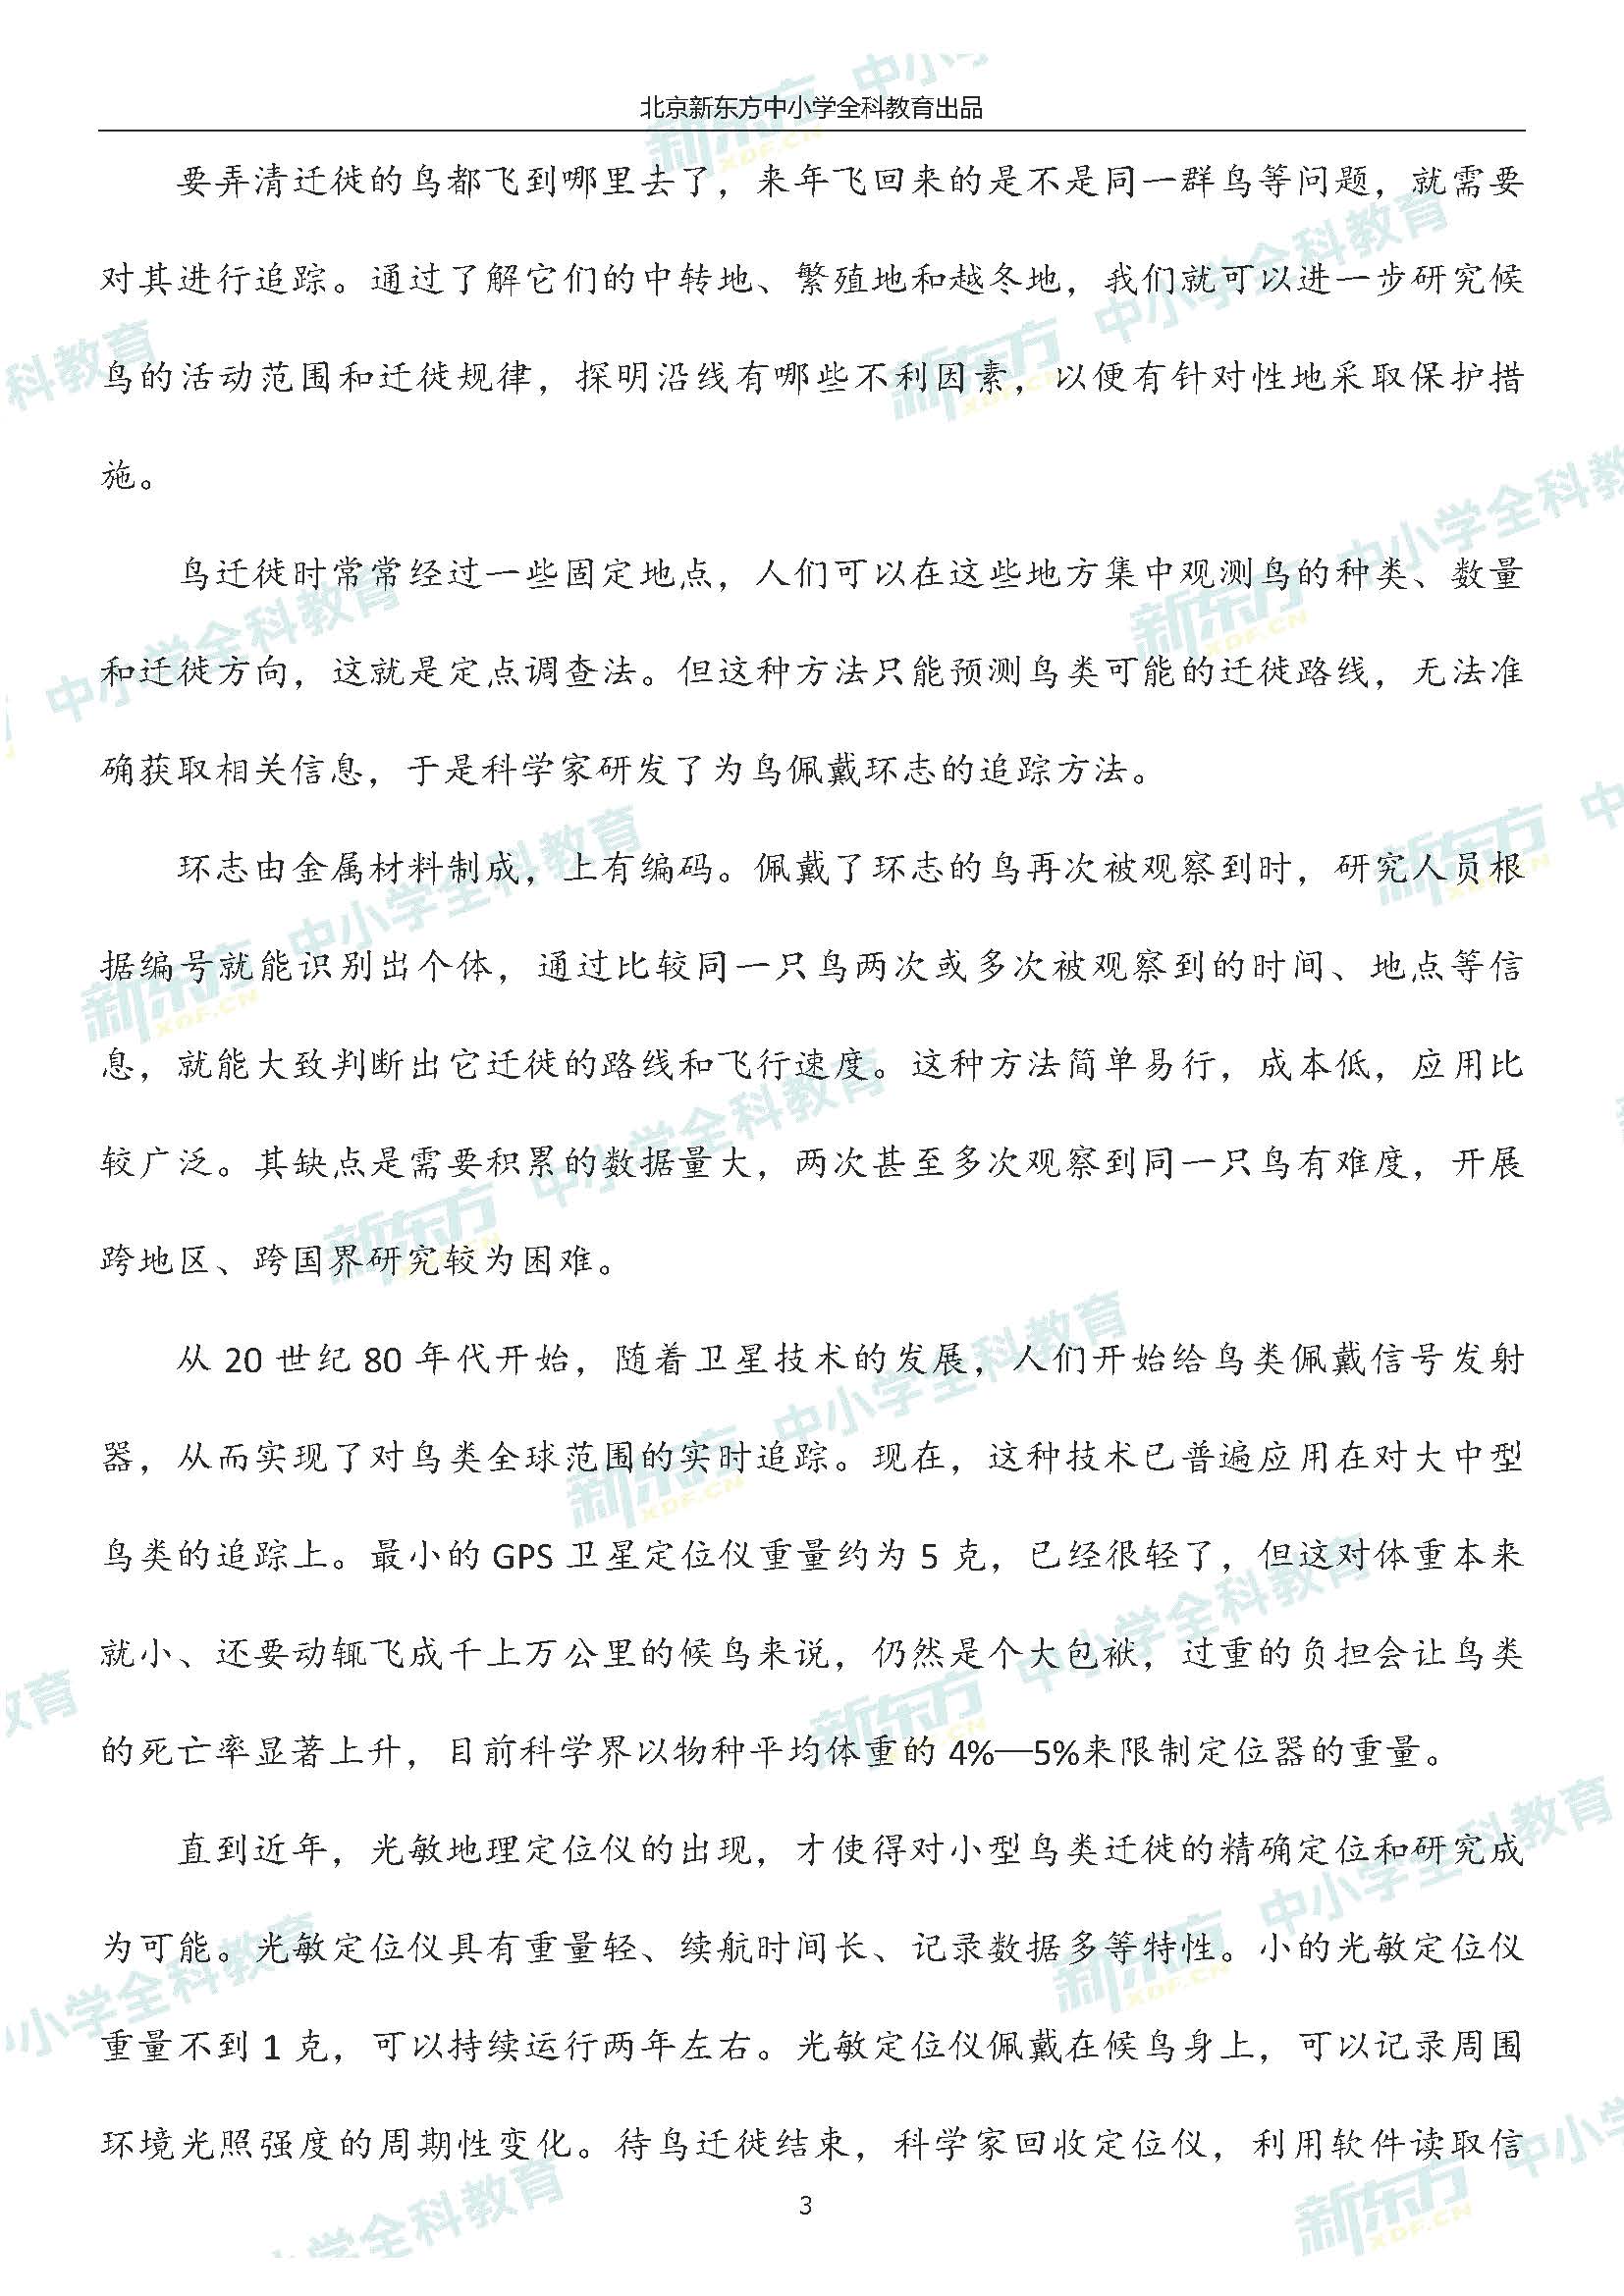 北京新东方中小学全科教育出品
要弄清迁徙的鸟都飞到哪里去了，来年飞回来的是不是同一群鸟等问题，就需要
对其进行追踪。通过了解它们的中转地、繁殖地和越冬地，我们就可以进一步研究候
鸟的活动范围和迁徙规律，探明沿线有哪些不利因素，以便有针对性地采取保护措
施。
鸟迁徙时常常经过一些固定地点，人们可以在这些地方集中观测鸟的种类、数量
和迁徙方向，这就是定点调查法。但这种方法只能预测鸟类可能的迁徙路线，无法准
确获取相关信息，于是科学家研发了为鸟佩戴环志的追踪方法。
环志由金属材料制成，上有编码。佩戴了环志的鸟再次被观察到时，研究人员根
据编号就能识别出个体，通过比较同一只鸟两次或多次被观察到的时间、地点等信
息，就能大致判断出它迁徙的路线和飞行速度。这种方法简单易行，成本低，应用比
较广泛。其缺点是需要积累的数据量大，两次甚至多次观察到同一只鸟有难度，开展
跨地区、跨国界研究较为困难。
从 20 世纪 80 年代开始，随着卫星技术的发展，人们开始给鸟类佩戴信号发射
器，从而实现了对鸟类全球范围的实时追踪。现在，这种技术已普遍应用在对大中型
鸟类的追踪上。最小的 GPS 卫星定位仪重量约为 5 克，已经很轻了，但这对体重本来
就小、还要动辄飞成千上万公里的候鸟来说，仍然是个大包袱，过重的负担会让鸟类
的死亡率显著上升，目前科学界以物种平均体重的 4%—5%来限制定位器的重量。
直到近年，光敏地理定位仪的出现，才使得对小型鸟类迁徙的精确定位和研究成
为可能。光敏定位仪具有重量轻、续航时间长、记录数据多等特性。小的光敏定位仪
重量不到 1 克，可以持续运行两年左右。光敏定位仪佩戴在候鸟身上，可以记录周围
环境光照强度的周期性变化。待鸟迁徙结束，科学家回收定位仪，利用软件读取信
3